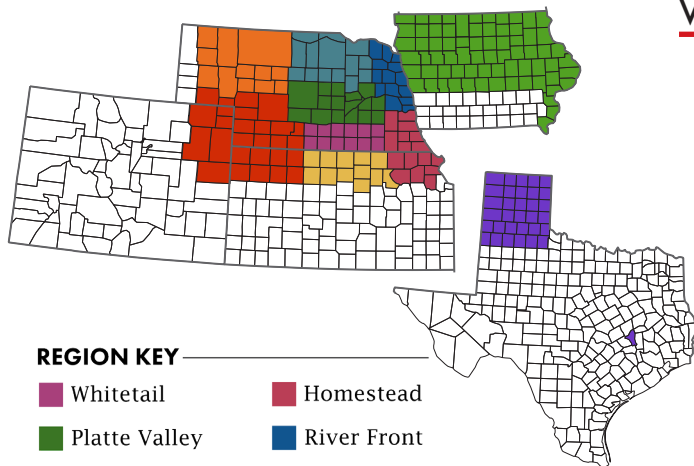 V
REGION KEY
Whitetail
Homestead
Platte Valley
River Front